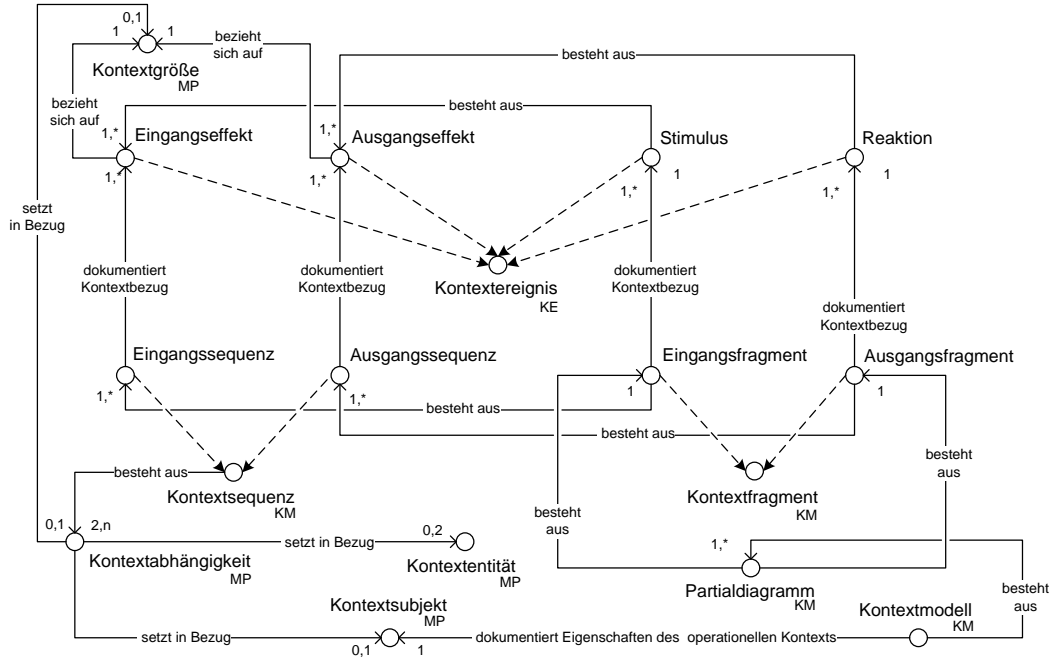 0,1
1
1
bezieht
sich auf
Kontextgröße
MP
besteht aus
bezieht
sich auf
besteht aus
1,*
Eingangseffekt
1,*
Ausgangseffekt
Stimulus
Reaktion
1,*
1,*
1,*
1
1,*
1
setzt
in Bezug
dokumentiert
Kontextbezug
dokumentiert
Kontextbezug
Kontextereignis
KE
dokumentiert
Kontextbezug
dokumentiert
Kontextbezug
Eingangssequenz
Ausgangssequenz
Eingangsfragment
Ausgangsfragment
1,*
1,*
1
1
besteht aus
besteht aus
besteht aus
Kontextsequenz
KM
Kontextfragment
KM
besteht
aus
besteht
aus
0,1
2,n
setzt in Bezug
0,2
1,*
Kontextabhängigkeit
MP
Kontextentität
MP
Partialdiagramm
KM
besteht
aus
Kontextsubjekt
MP
Kontextmodell
KM
setzt in Bezug
0,1
1
dokumentiert Eigenschaften des operationellen Kontexts